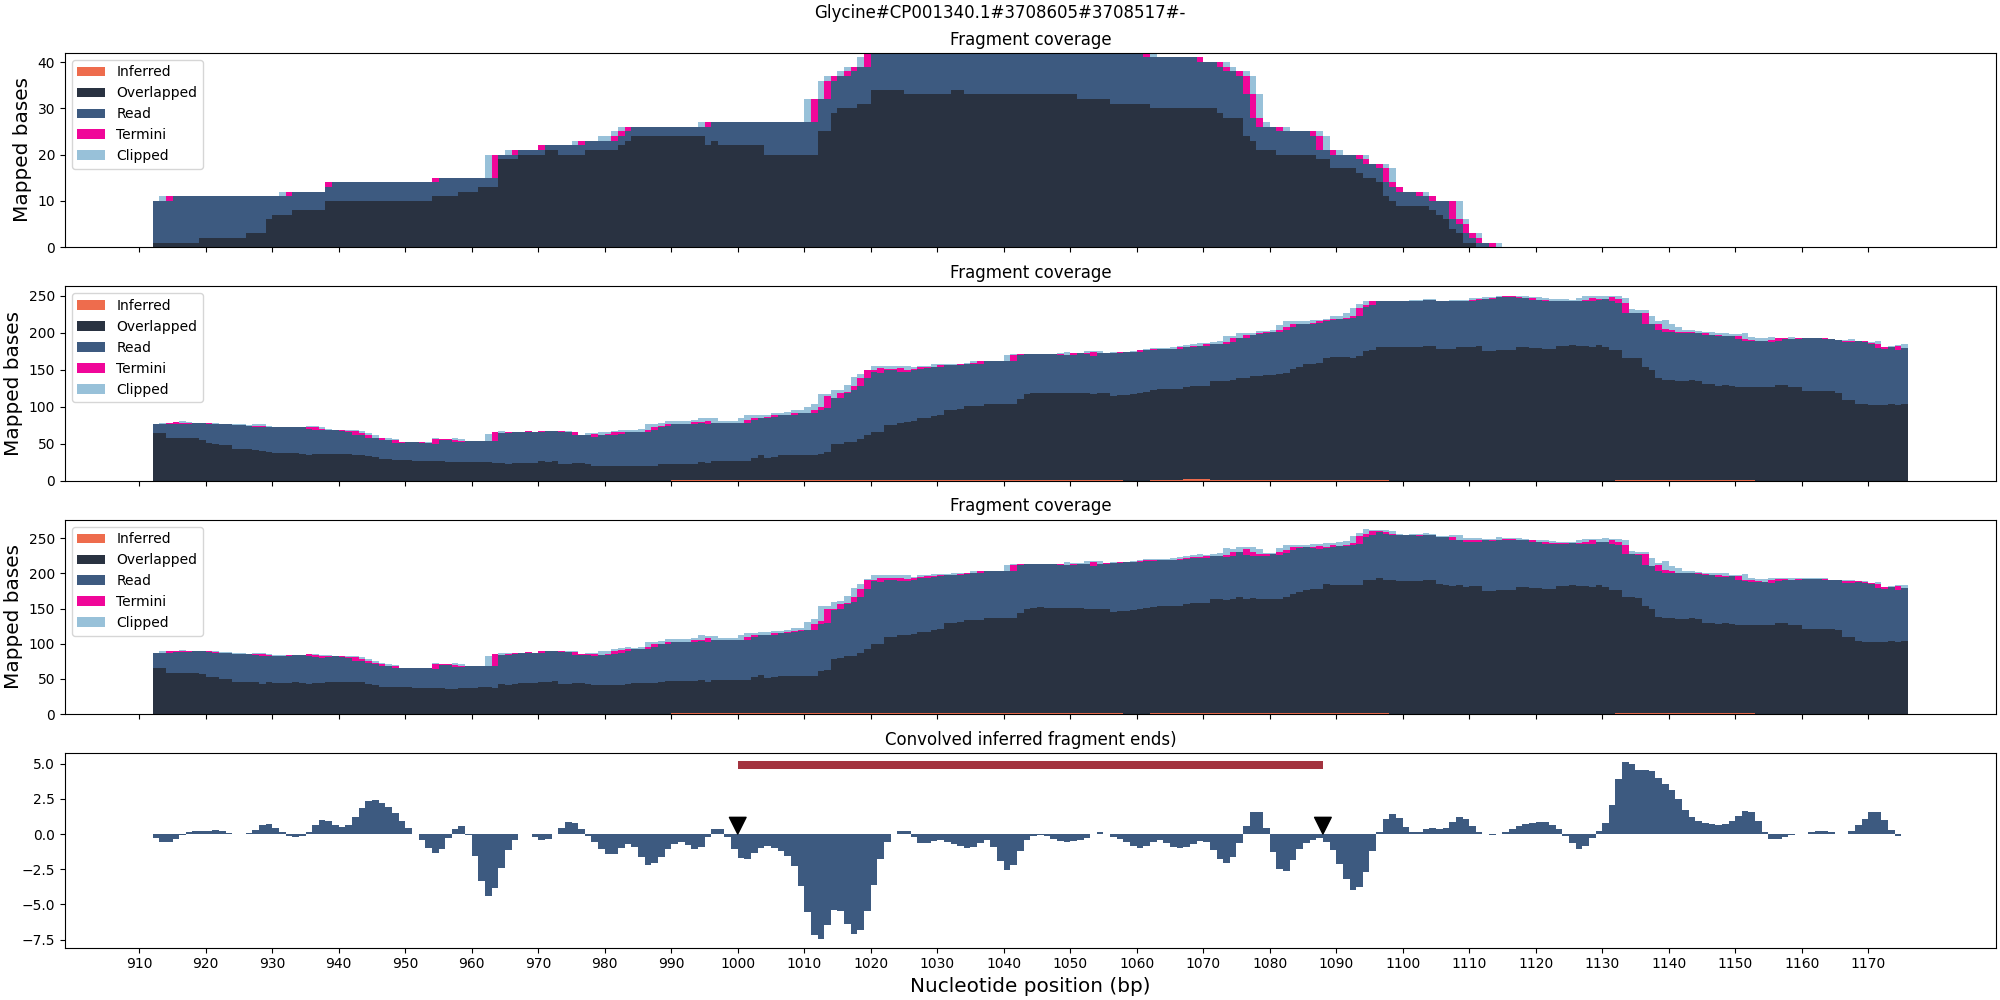 Glycine#CP001340.1#3708605#3708517#-
Fragment coverage
Mapped bases
40
30
20
10
0
Inferred
Overlapped
Read
Termini
Clipped
Fragment coverage
Mapped bases
250
200
150
100
50
0
Inferred
Overlapped
Read
Termini
Clipped
Fragment coverage
Mapped bases
250
200
150
100
50
0
Inferred
Overlapped
Read
Termini
Clipped
Convolved inferred fragment ends)
5.0
2.5
0.0
−2.5
−5.0
−7.5
910 920 930 940 950 960 970 980 990 1000 1010 1020 1030 1040 1050 1060 1070 1080 1090 1100 1110 1120 1130 1140 1150 1160 1170
Nucleotide position (bp)